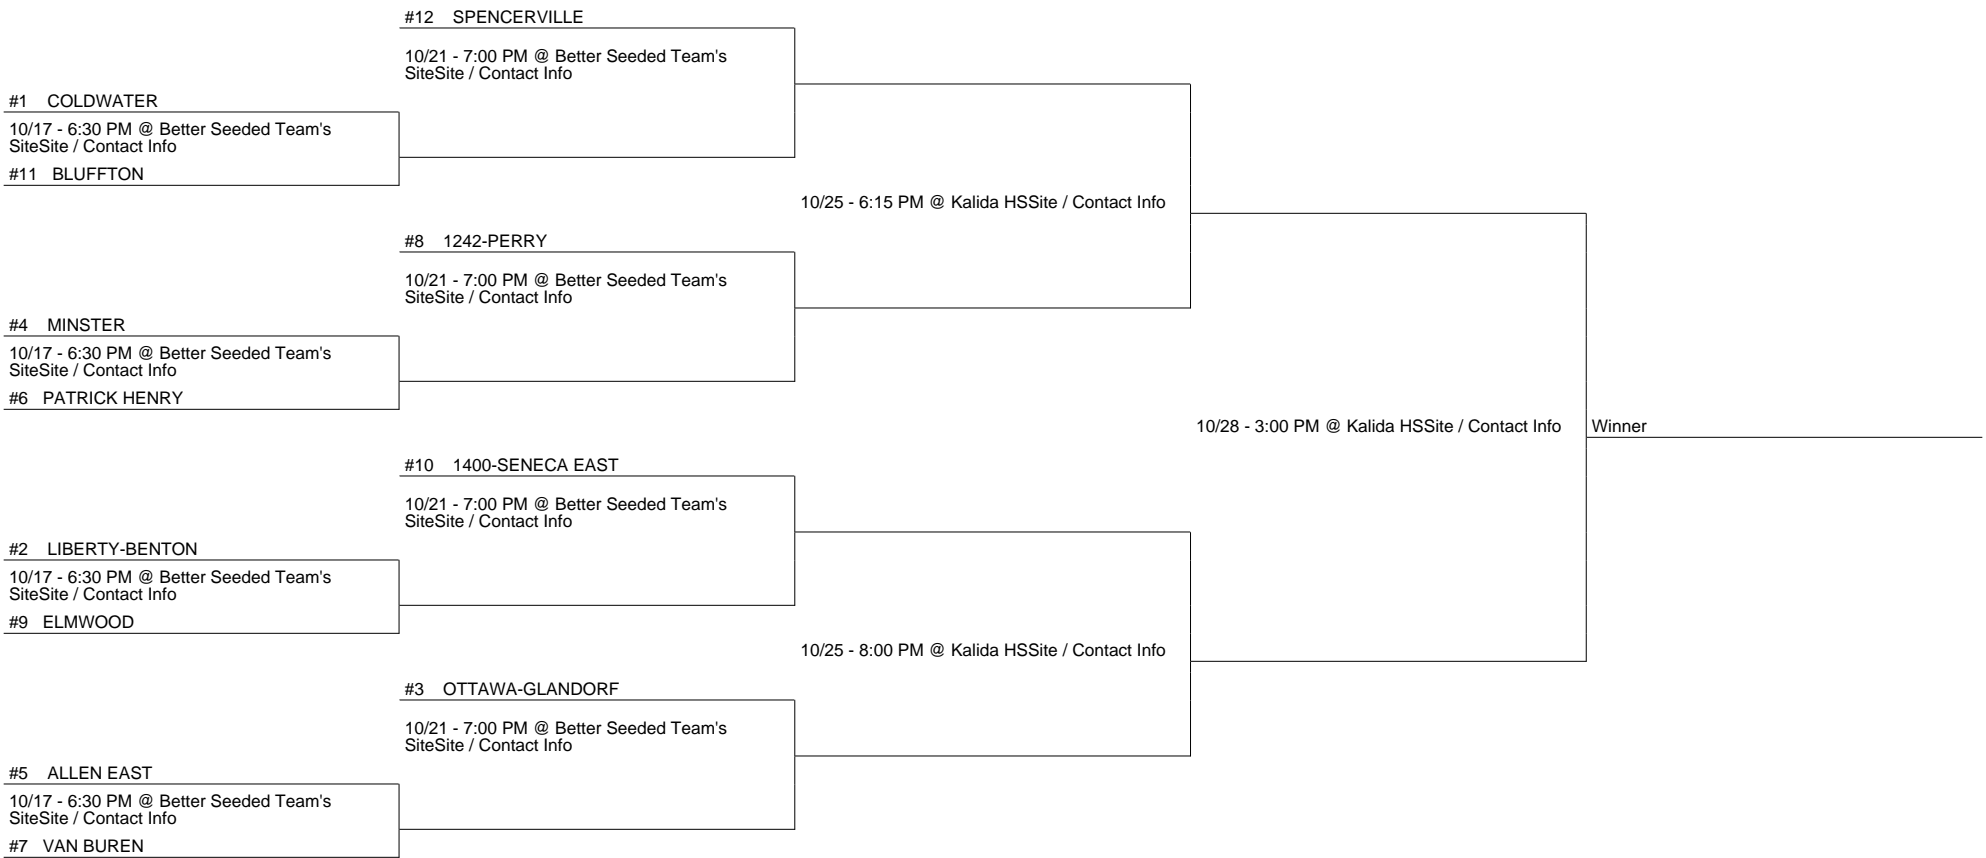 #12 SPENCERVILLE
10/21 - 7:00 PM @ Better Seeded Team's
SiteSite / Contact Info
#1 COLDWATER
10/17 - 6:30 PM @ Better Seeded Team's
SiteSite / Contact Info
#11 BLUFFTON
10/25 - 6:15 PM @ Kalida HSSite / Contact Info
#8 1242-PERRY
10/21 - 7:00 PM @ Better Seeded Team's
SiteSite / Contact Info
#4 MINSTER
10/17 - 6:30 PM @ Better Seeded Team's
SiteSite / Contact Info
#6 PATRICK HENRY
10/28 - 3:00 PM @ Kalida HSSite / Contact Info
Winner
#10 1400-SENECA EAST
10/21 - 7:00 PM @ Better Seeded Team's
SiteSite / Contact Info
#2 LIBERTY-BENTON
10/17 - 6:30 PM @ Better Seeded Team's
SiteSite / Contact Info
#9 ELMWOOD
10/25 - 8:00 PM @ Kalida HSSite / Contact Info
#3 OTTAWA-GLANDORF
10/21 - 7:00 PM @ Better Seeded Team's
SiteSite / Contact Info
#5 ALLEN EAST
10/17 - 6:30 PM @ Better Seeded Team's
SiteSite / Contact Info
#7 VAN BUREN